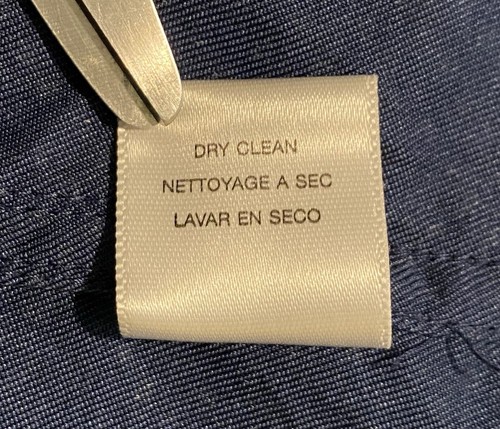 DRY CLEAN
NETTOYAGE A SEC
LAVAR EN SECO